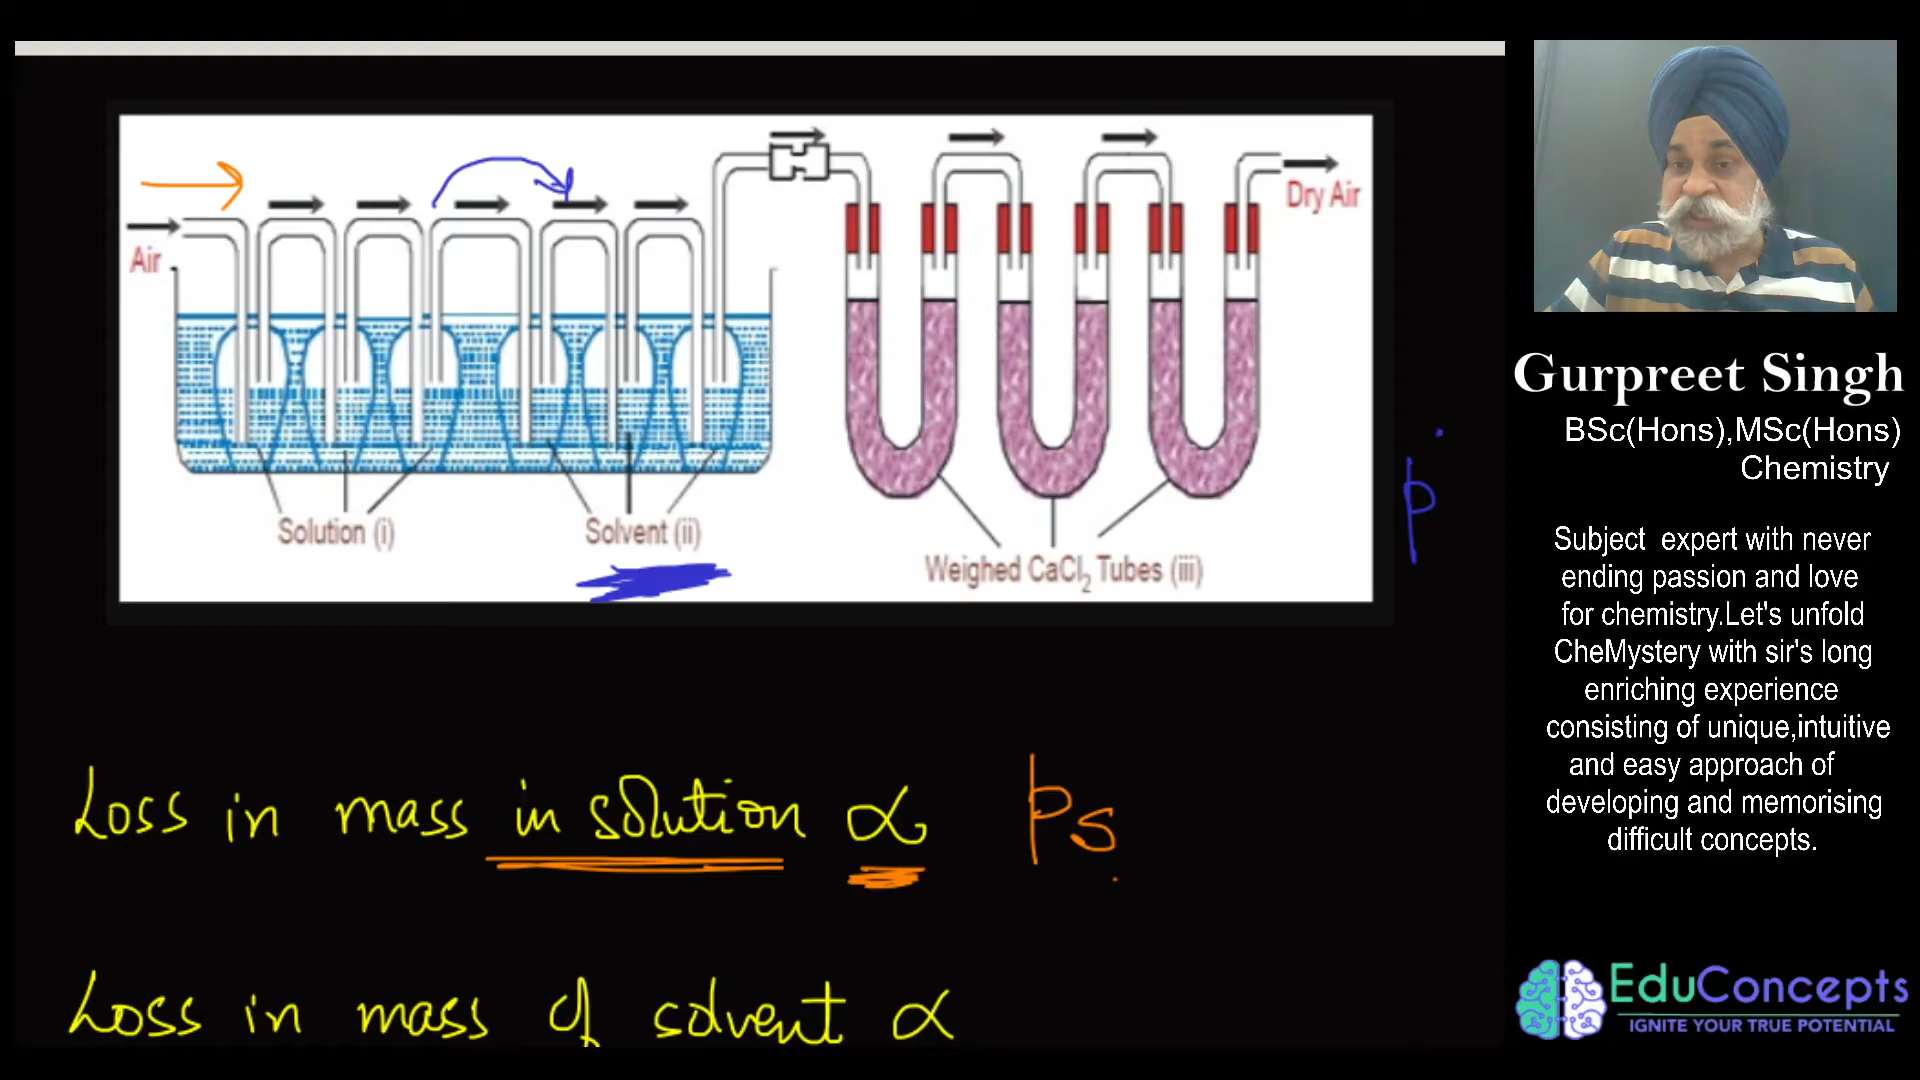 Air
Dry Air
Solution (i)
Solvent (ii)
Weighed CaCl₂ Tubes (iii)
p
Loss in mass in solution α ps
Loss in mass of solvent α
Gurpreet Singh
BSc(Hons),MSc(Hons)
Chemistry
Subject expert with never
ending passion and love
for chemistry.Let's unfold
CheMystery with sir's long
enriching experience
consisting of unique,intuitive
and easy approach of
developing and memorising
difficult concepts.
EduConcepts
IGNITE YOUR TRUE POTENTIAL